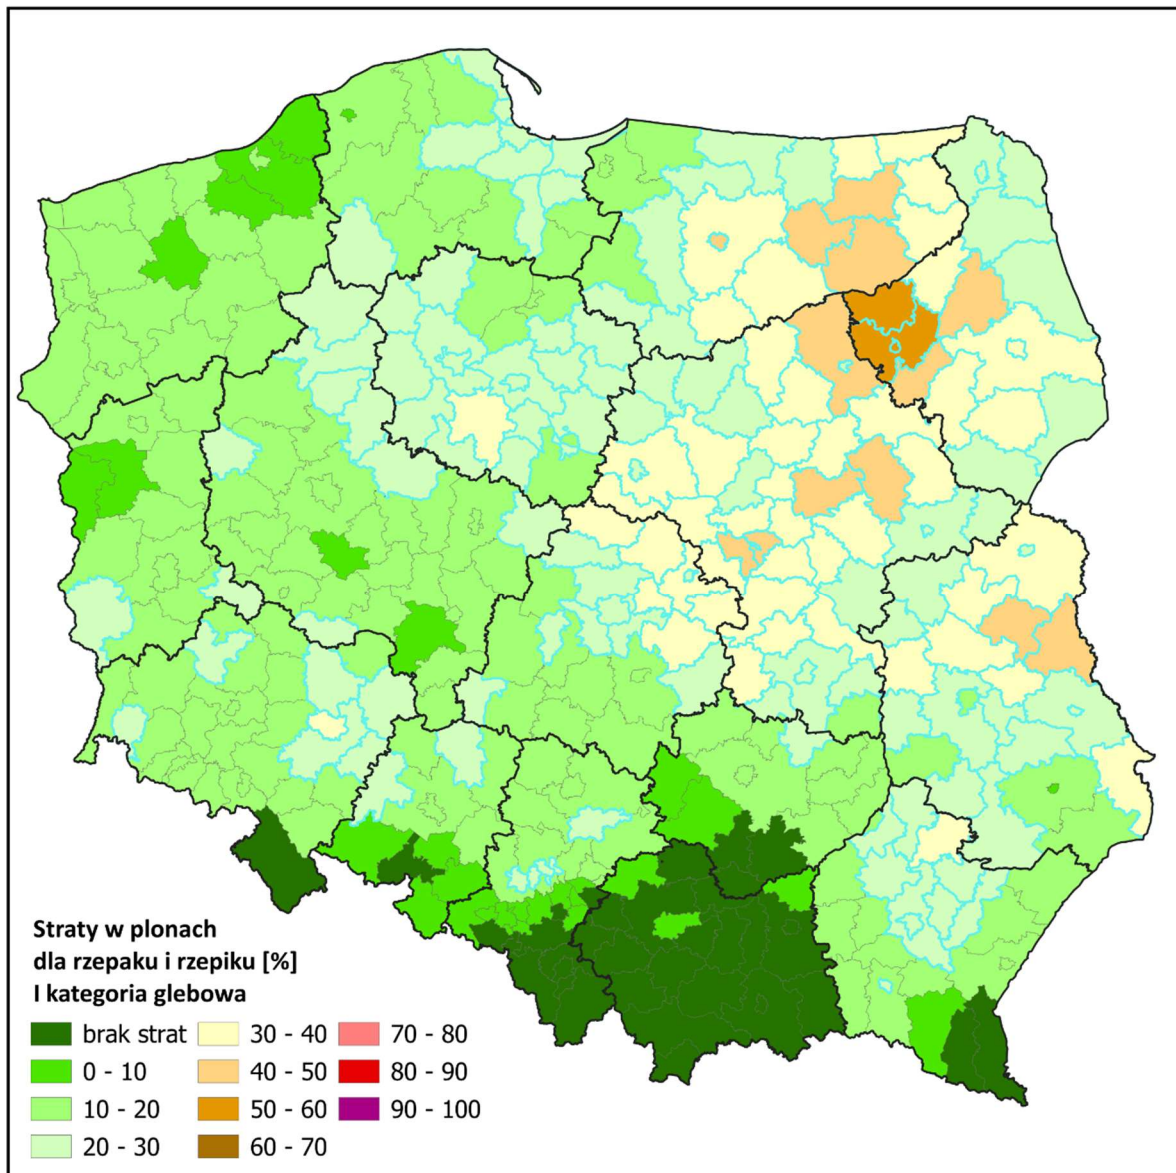 Straty w plonach
dla rzepaku i rzepiku [%]
I kategoria glebowa
brak strat
0 - 10
10 - 20
20 - 30
30 - 40
40 - 50
50 - 60
60 - 70
70 - 80
80 - 90
90 - 100